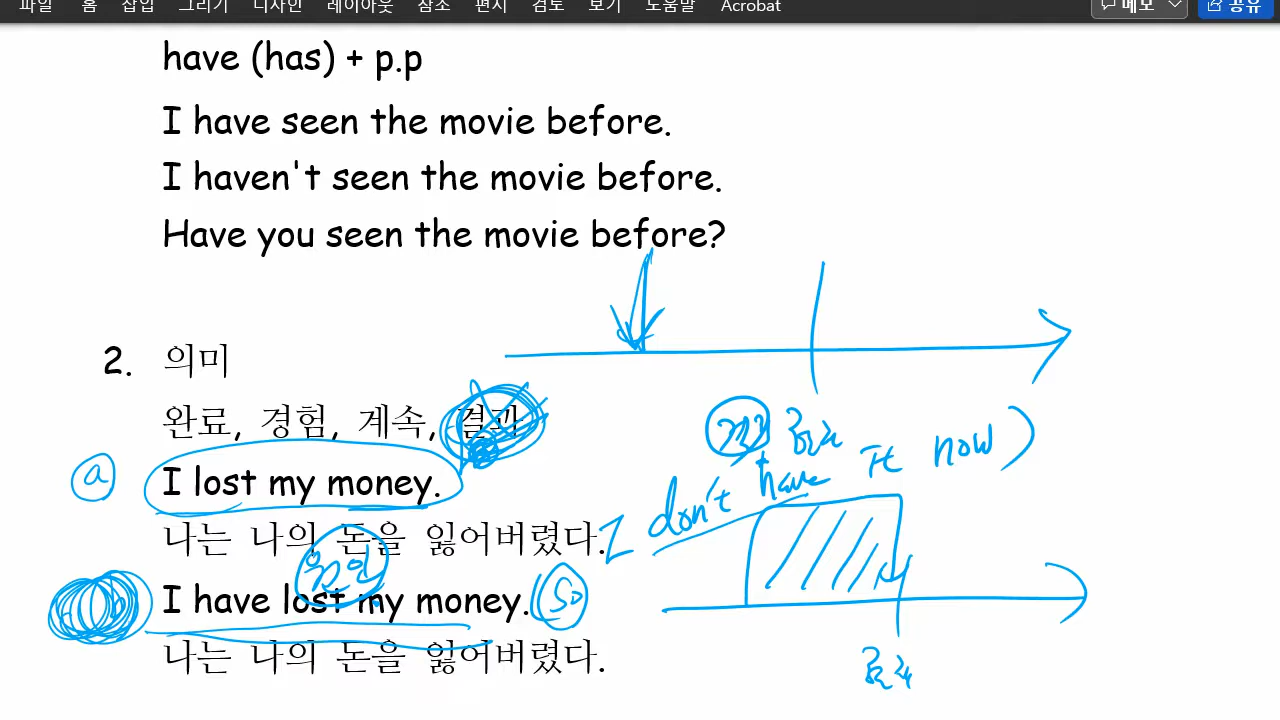 파일 홈 삽입 그리기 디자인 레이아웃 참조 편지 검토 보기 도움말 Acrobat 메모 공유
have (has) + p.p
I have seen the movie before.
I haven't seen the movie before.
Have you seen the movie before?
2. 의미
완료, 경험, 계속, 결과
결과 현재
a I lost my money.
I don't have it now)
나는 나의 돈을 잃어버렸다.
원인
I have lost my money. (So
나는 나의 돈을 잃어버렸다.
현재